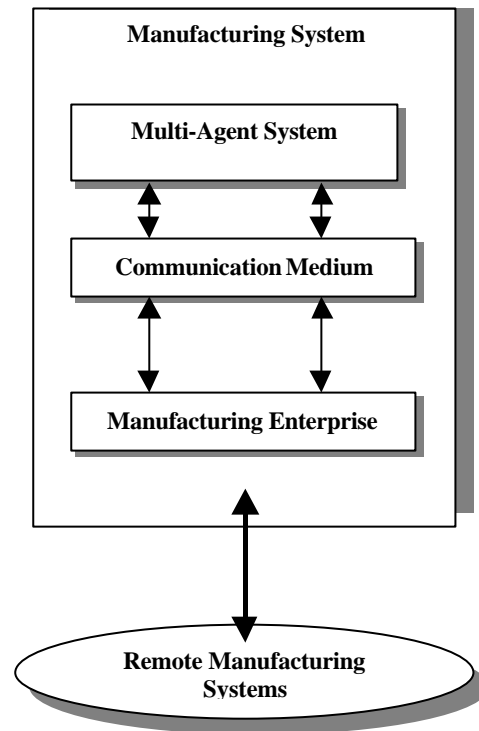 Manufacturing System
Multi-Agent System
Communication Medium
Manufacturing Enterprise
Remote Manufacturing
Systems